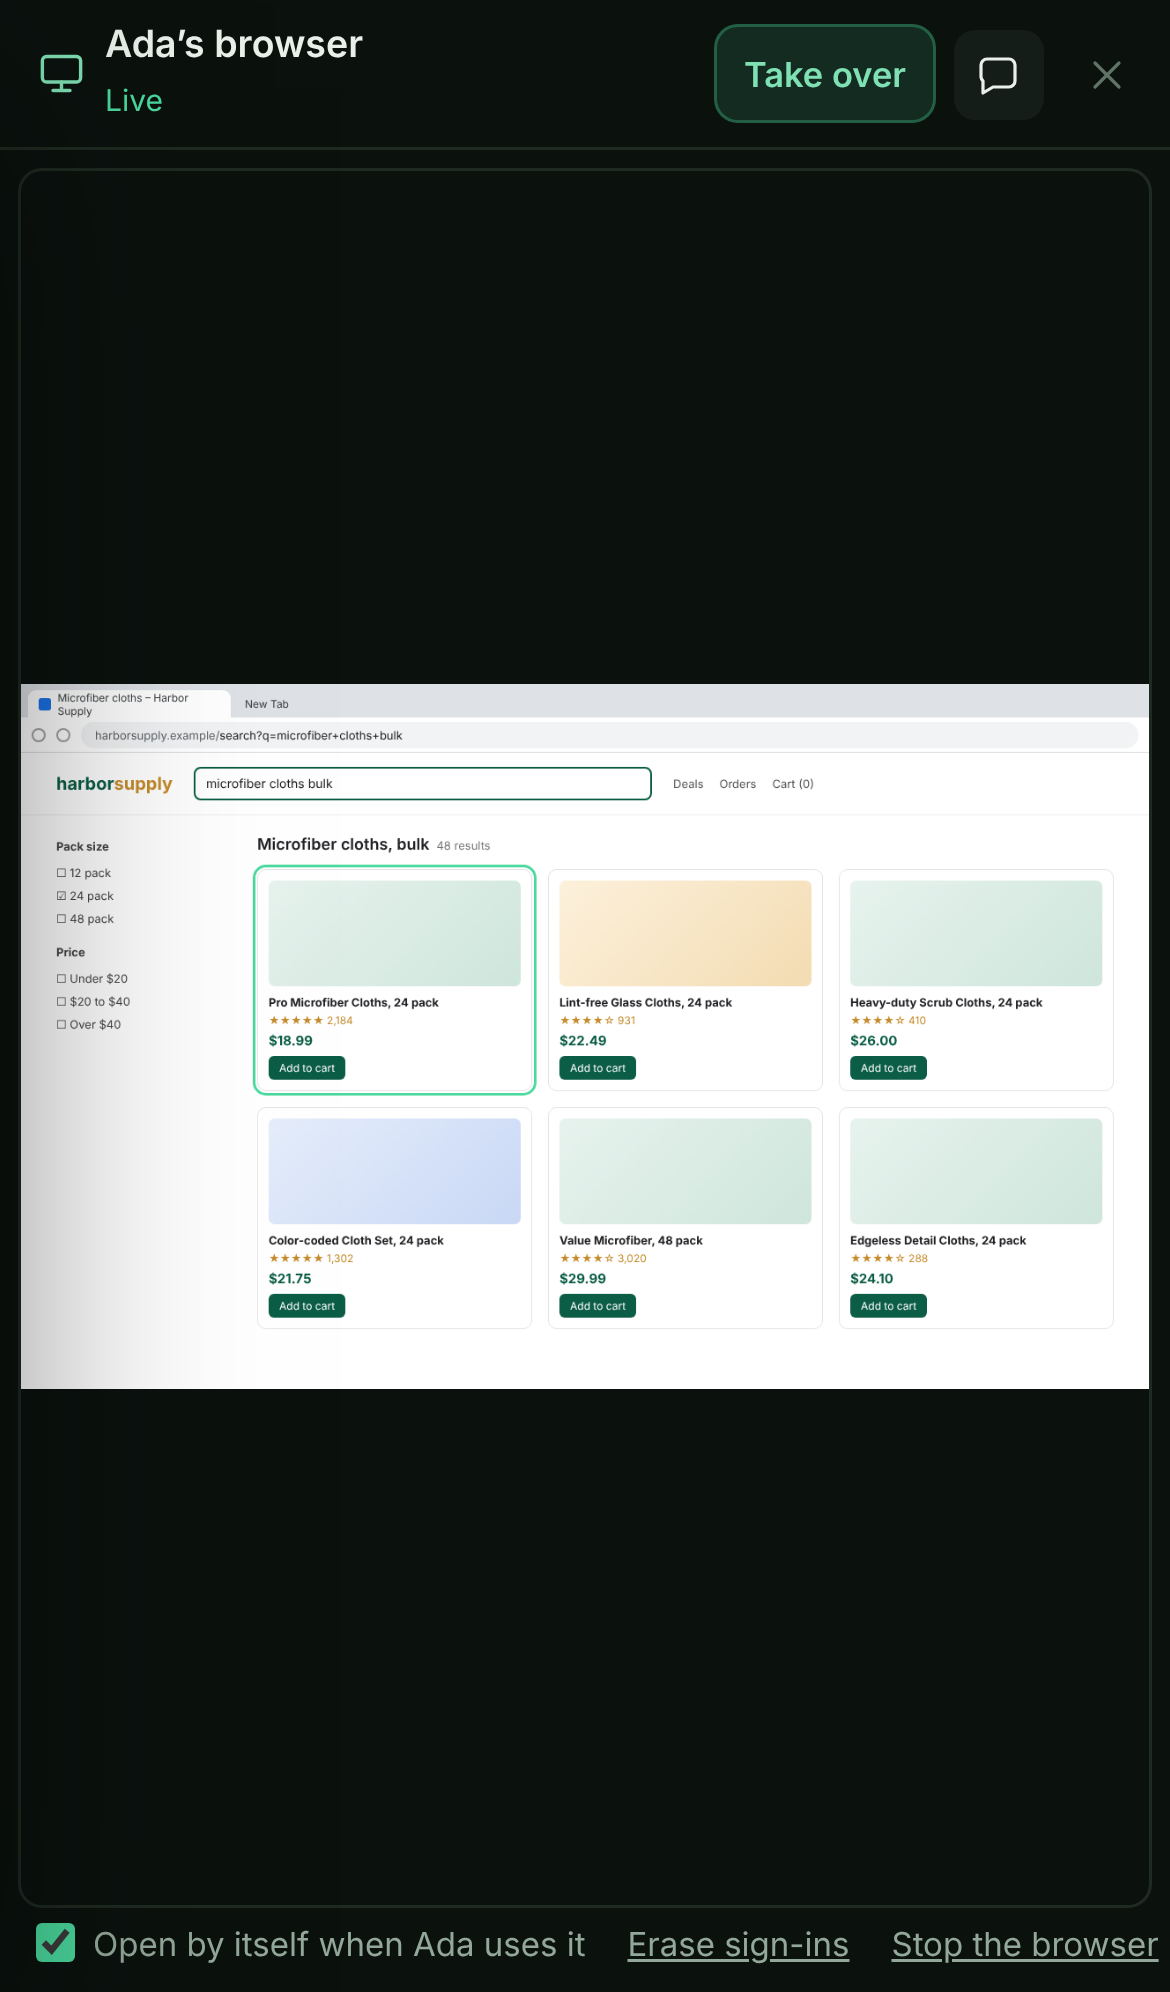 Ada’s browser
Live
Take over
Microfiber cloths – Harbor
Supply
New Tab
harborsupply.example/search?q=microfiber+cloths+bulk
harborsupply
microfiber cloths bulk
Deals Orders Cart (0)
Pack size
12 pack
24 pack
48 pack
Price
Under $20
$20 to $40
Over $40
Microfiber cloths, bulk 48 results
Pro Microfiber Cloths, 24 pack
★★★★★ 2,184
$18.99
Add to cart
Lint-free Glass Cloths, 24 pack
★★★★☆ 931
$22.49
Add to cart
Heavy-duty Scrub Cloths, 24 pack
★★★★☆ 410
$26.00
Add to cart
Color-coded Cloth Set, 24 pack
★★★★★ 1,302
$21.75
Add to cart
Value Microfiber, 48 pack
★★★★☆ 3,020
$29.99
Add to cart
Edgeless Detail Cloths, 24 pack
★★★★☆ 288
$24.10
Add to cart
Open by itself when Ada uses it
Erase sign-ins
Stop the browser